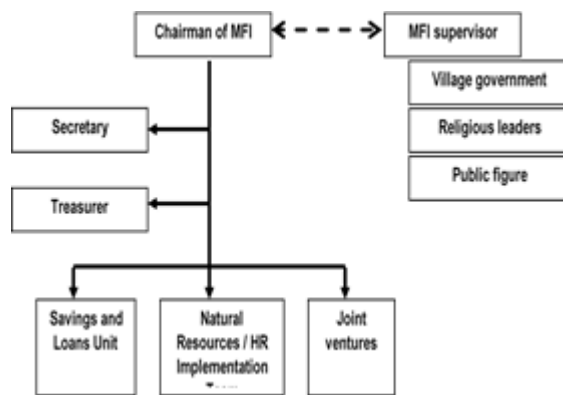 Chairman of MFI
MFI supervisor
Village government
Religious leaders
Public figure
Secretary
Treasurer
Savings and
Loans Unit
Natural
Resources / HR
Implementation
Joint
ventures